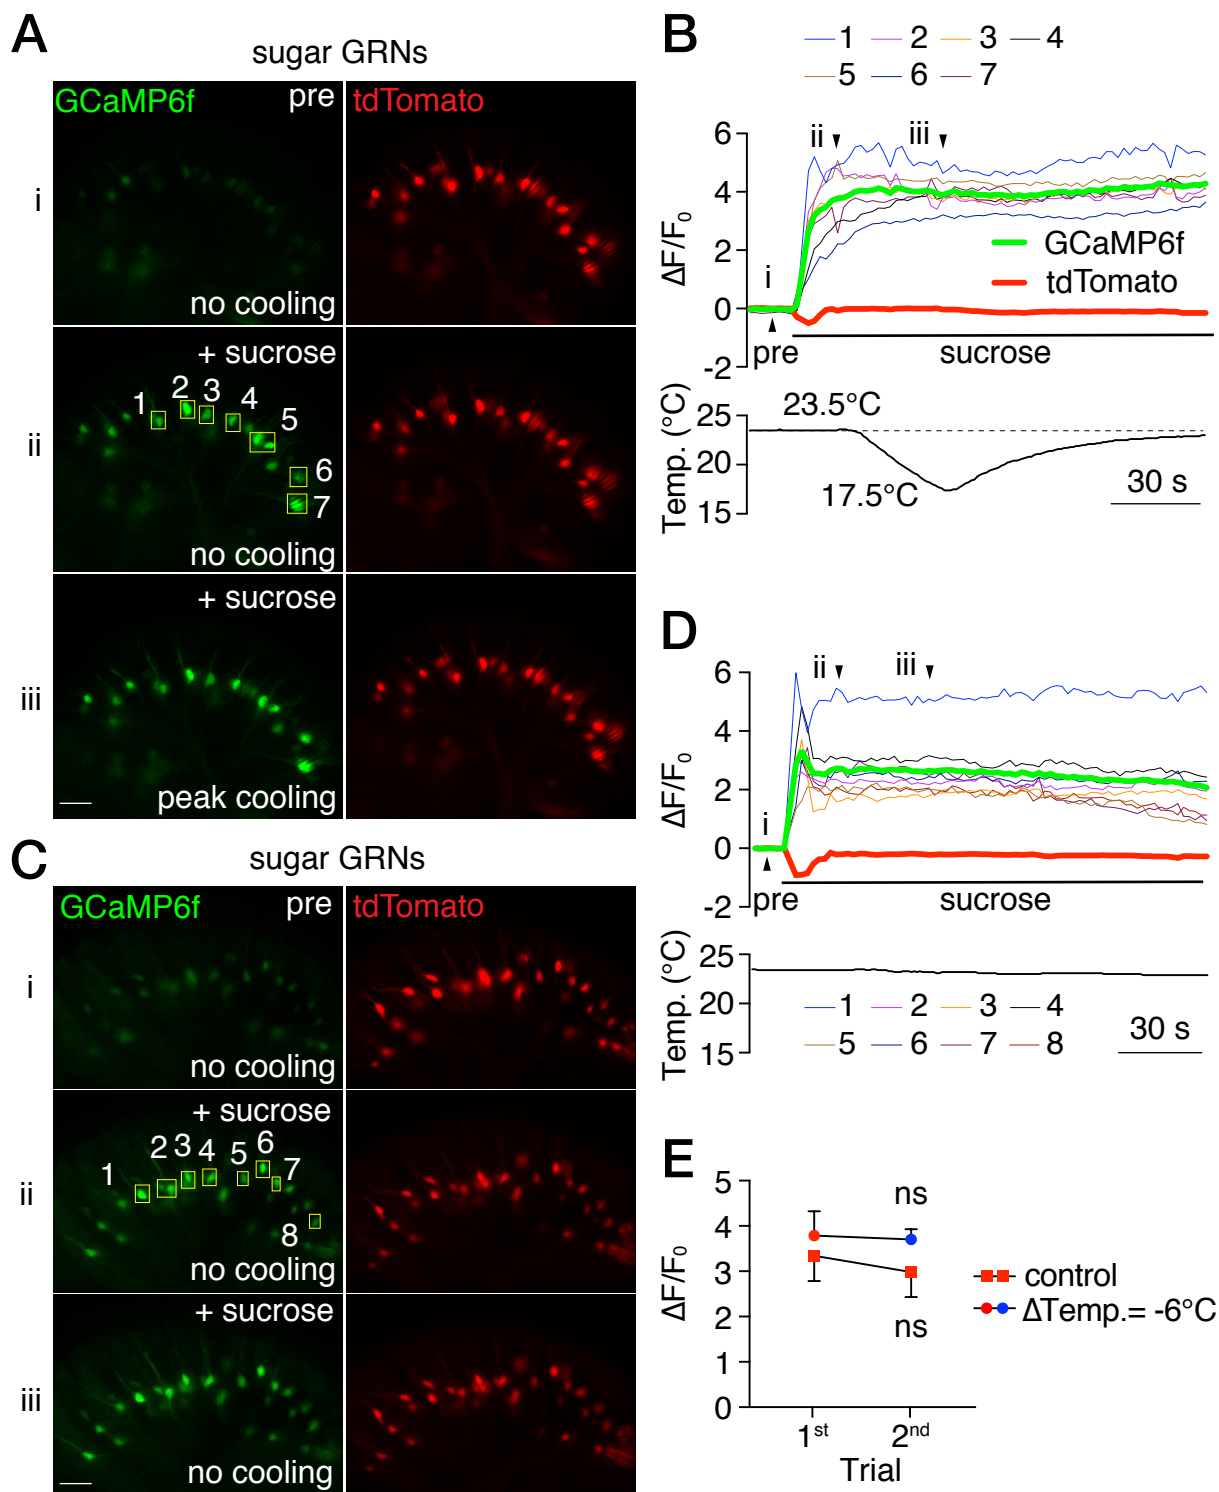 A
sugar GRNs
GCaMP6f
pre
tdTomato
i
no cooling
+ sucrose
1
2
3
4
5
6
7
ii
no cooling
+ sucrose
iii
peak cooling
B
1 2 3 4
5 6 7
ii iii
6
4
2
0
-2
ΔF/F0
i
GCaMP6f
tdTomato
pre
sucrose
Temp. (°C)
25
20
15
23.5°C
17.5°C
30 s
C
sugar GRNs
GCaMP6f
pre
tdTomato
i
no cooling
+ sucrose
1
2
3
4
5
6
7
8
ii
no cooling
+ sucrose
iii
no cooling
D
ii iii
6
4
2
0
-2
ΔF/F0
i
pre
sucrose
Temp. (°C)
25
20
15
1 2 3 4
5 6 7 8
30 s
E
5
4
3
2
1
0
ΔF/F0
ns
ns
control
ΔTemp.= -6°C
1st 2nd
Trial